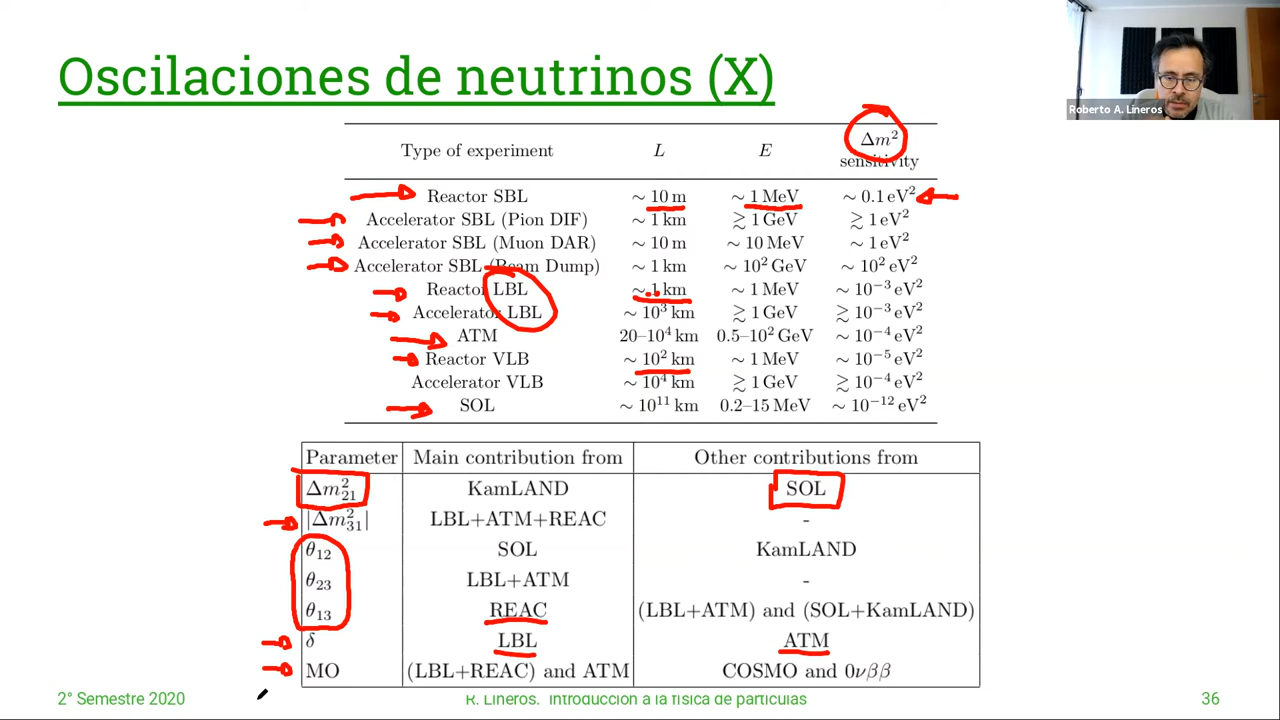 Oscilaciones de neutrinos (X)
Roberto A. Lineros
Type of experiment L E Δm² sensitivity
Reactor SBL ∼ 10 m ∼ 1 MeV ∼ 0.1 eV²
Accelerator SBL (Pion DIF) ∼ 1 km ≳ 1 GeV ≳ 1 eV²
Accelerator SBL (Muon DAR) ∼ 10 m ∼ 10 MeV ∼ 1 eV²
Accelerator SBL (Beam Dump) ∼ 1 km ∼ 10² GeV ∼ 10² eV²
Reactor LBL ∼ 1 km ∼ 1 MeV ∼ 10⁻³ eV²
Accelerator LBL ∼ 10³ km ≳ 1 GeV ≳ 10⁻³ eV²
ATM 20–10⁴ km 0.5–10² GeV ∼ 10⁻⁴ eV²
Reactor VLB ∼ 10² km ∼ 1 MeV ∼ 10⁻⁵ eV²
Accelerator VLB ∼ 10⁴ km ≳ 1 GeV ≳ 10⁻⁴ eV²
SOL ∼ 10¹¹ km 0.2–15 MeV ∼ 10⁻¹² eV²
Parameter Main contribution from Other contributions from
Δm²₂₁ KamLAND SOL
|Δm²₃₁| LBL+ATM+REAC -
θ₁₂ SOL KamLAND
θ₂₃ LBL+ATM -
θ₁₃ REAC (LBL+ATM) and (SOL+KamLAND)
δ LBL ATM
MO (LBL+REAC) and ATM COSMO and 0νββ
2° Semestre 2020 R. Lineros. Introducción a la física de partículas 36